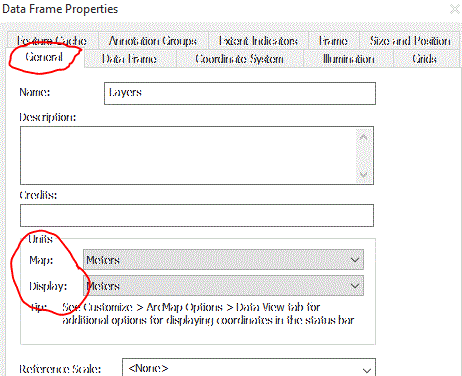 Data Frame Properties
Feature Cache Annotation Groups Extent Indicators Frame Size and Position
General Data Frame Coordinate System Illumination Grids
Name: Layers
Description:
Credits:
Units
Map: Meters
Display: Meters
Tip: See Customize > ArcMap Options > Data View tab for
additional options for displaying coordinates in the status bar
Reference Scale: <None>